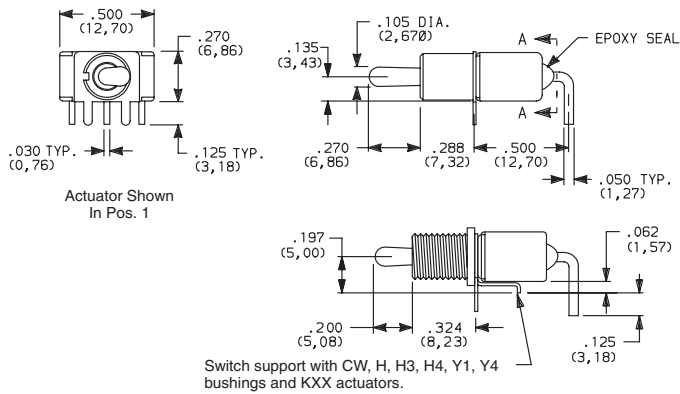 .500
(12,70)
.270
(6,86)
.030 TYP.
(0,76)
.125 TYP.
(3,18)
Actuator Shown
In Pos. 1
.105 DIA.
(2,670)
.135
(3,43)
A
EPOXY SEAL
A
.270
(6,86)
.288
(7,32)
.500
(12,70)
.050 TYP.
(1,27)
.197
(5,00)
.062
(1,57)
.200
(5,08)
.324
(8,23)
.125
(3,18)
Switch support with CW, H, H3, H4, Y1, Y4
bushings and KXX actuators.